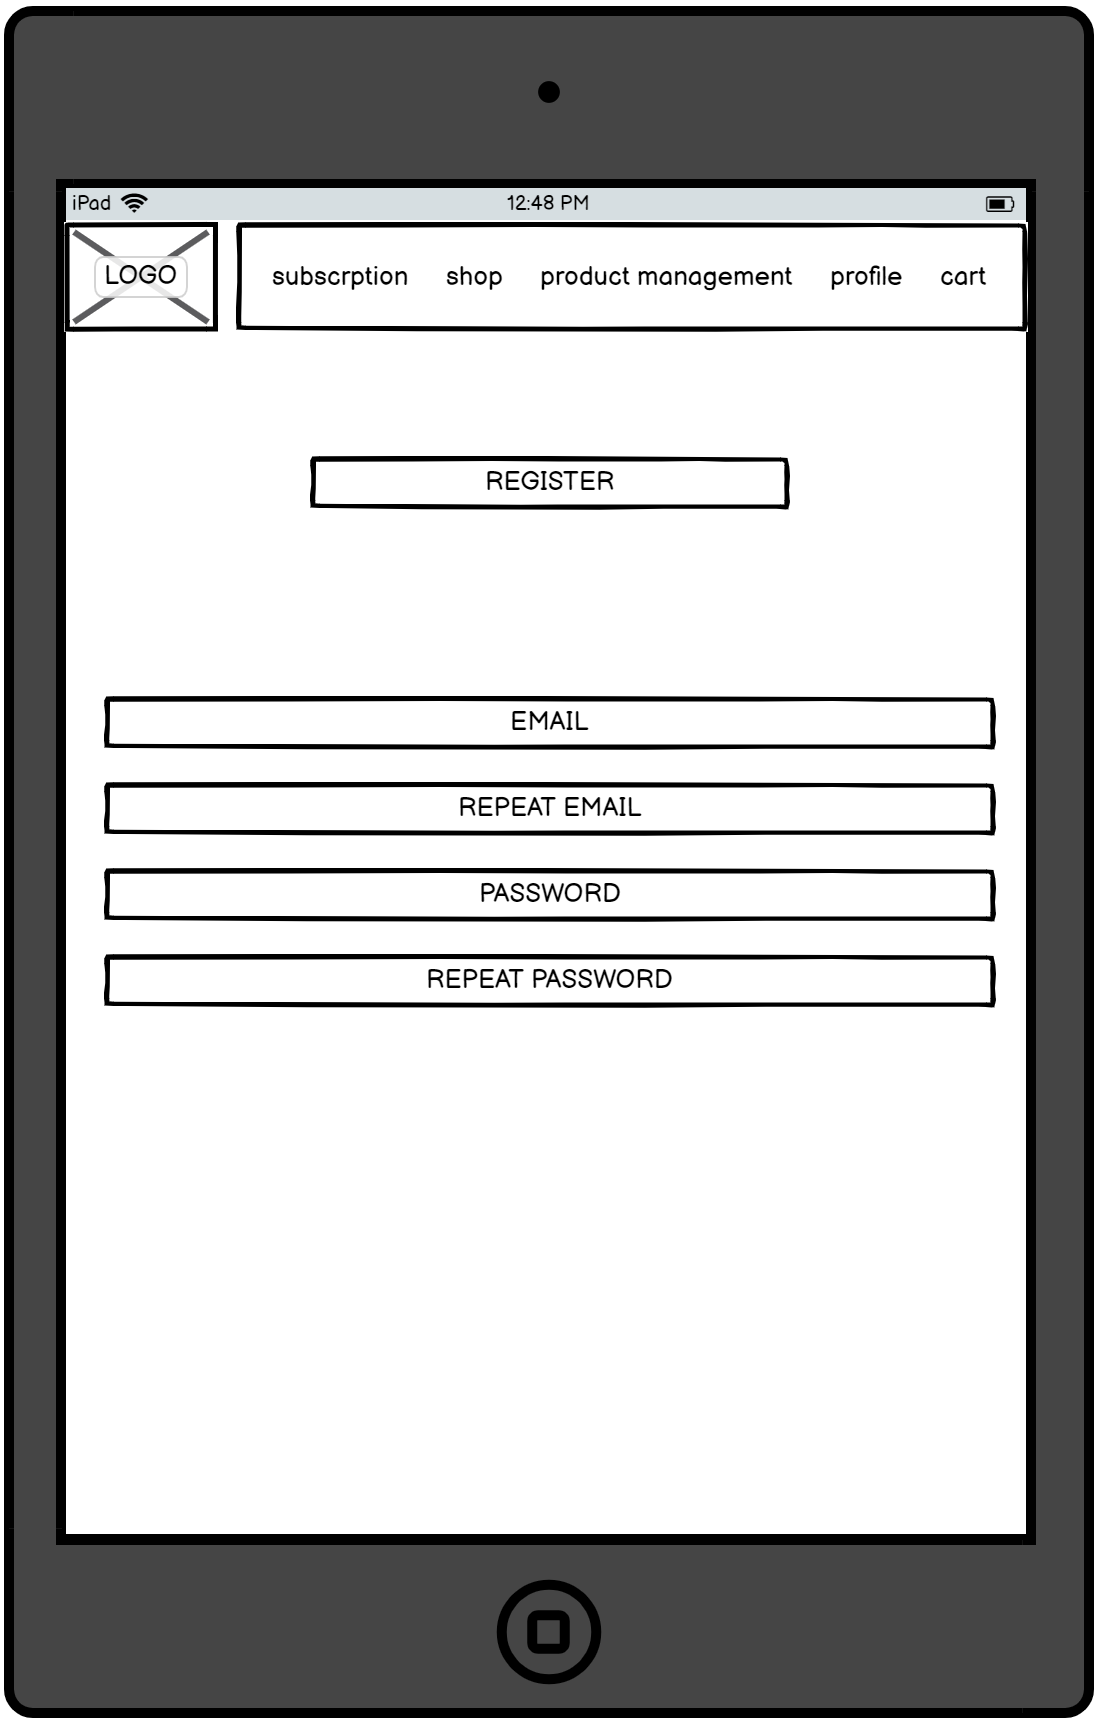 iPad 12:48 PM
LOGO subscrption shop product management profile cart
REGISTER
EMAIL
REPEAT EMAIL
PASSWORD
REPEAT PASSWORD